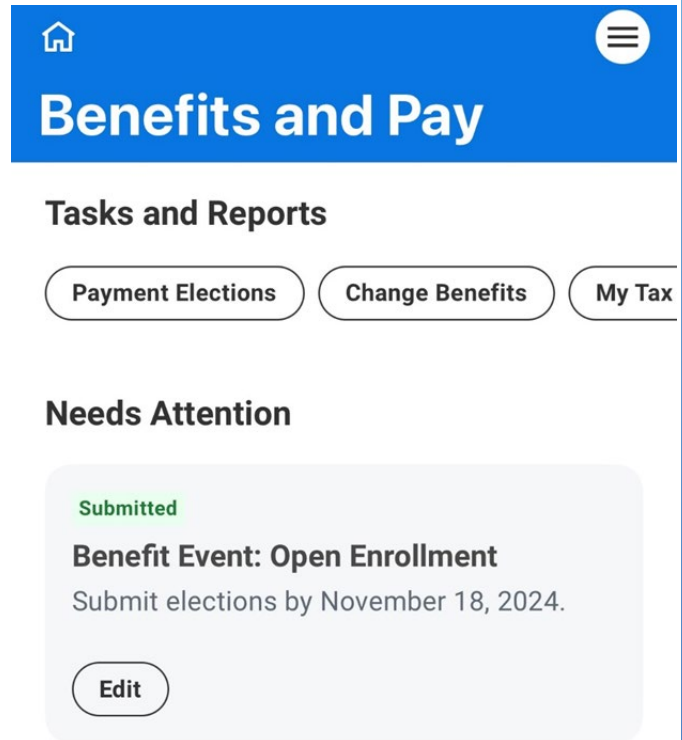 Benefits and Pay
Tasks and Reports
Payment Elections
Change Benefits
My Tax
Needs Attention
Submitted
Benefit Event: Open Enrollment
Submit elections by November 18, 2024.
Edit